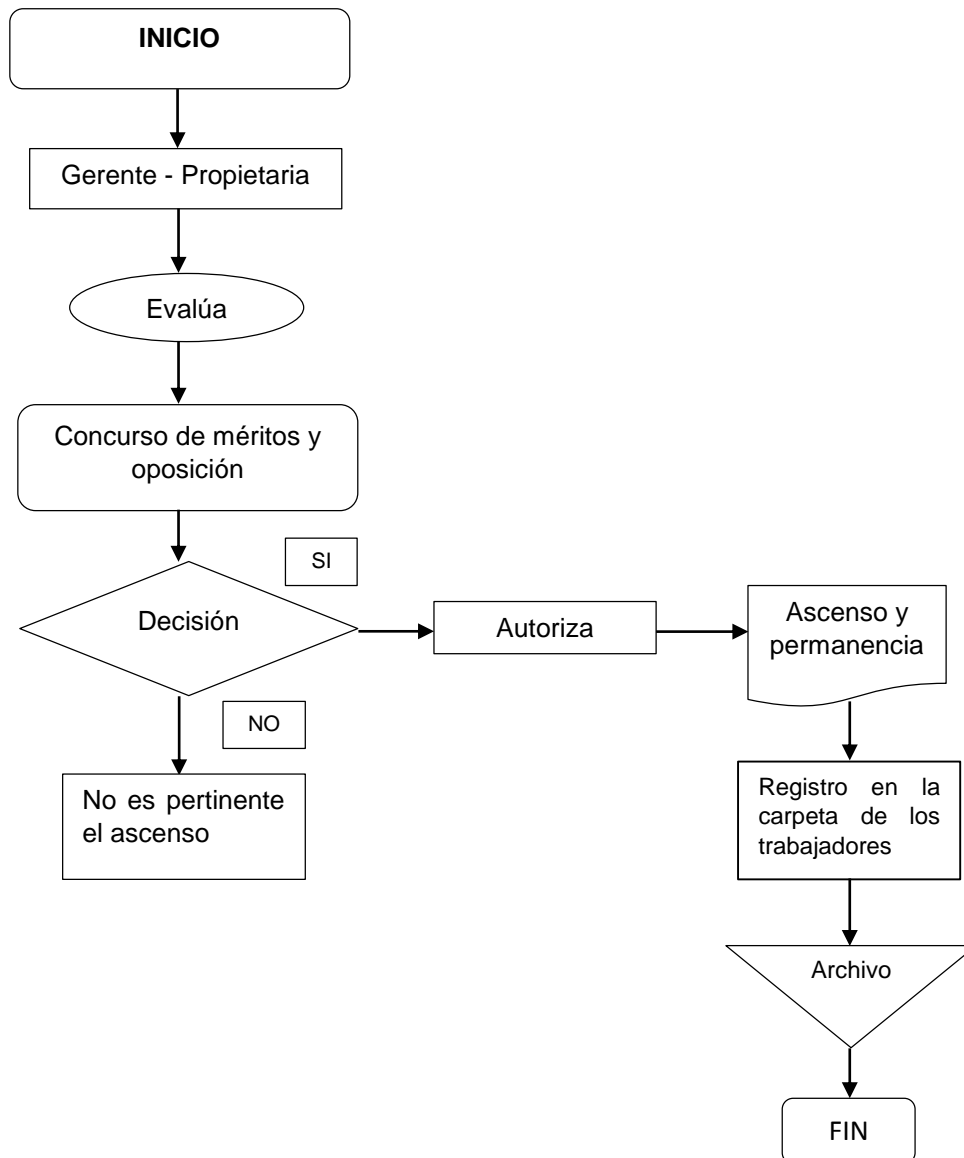 INICIO
Gerente - Propietaria
Evalúa
Concurso de méritos y
oposición
SI
Decisión
Autoriza
Ascenso y
permanencia
NO
No es pertinente
el ascenso
Registro en la
carpeta de los
trabajadores
Archivo
FIN